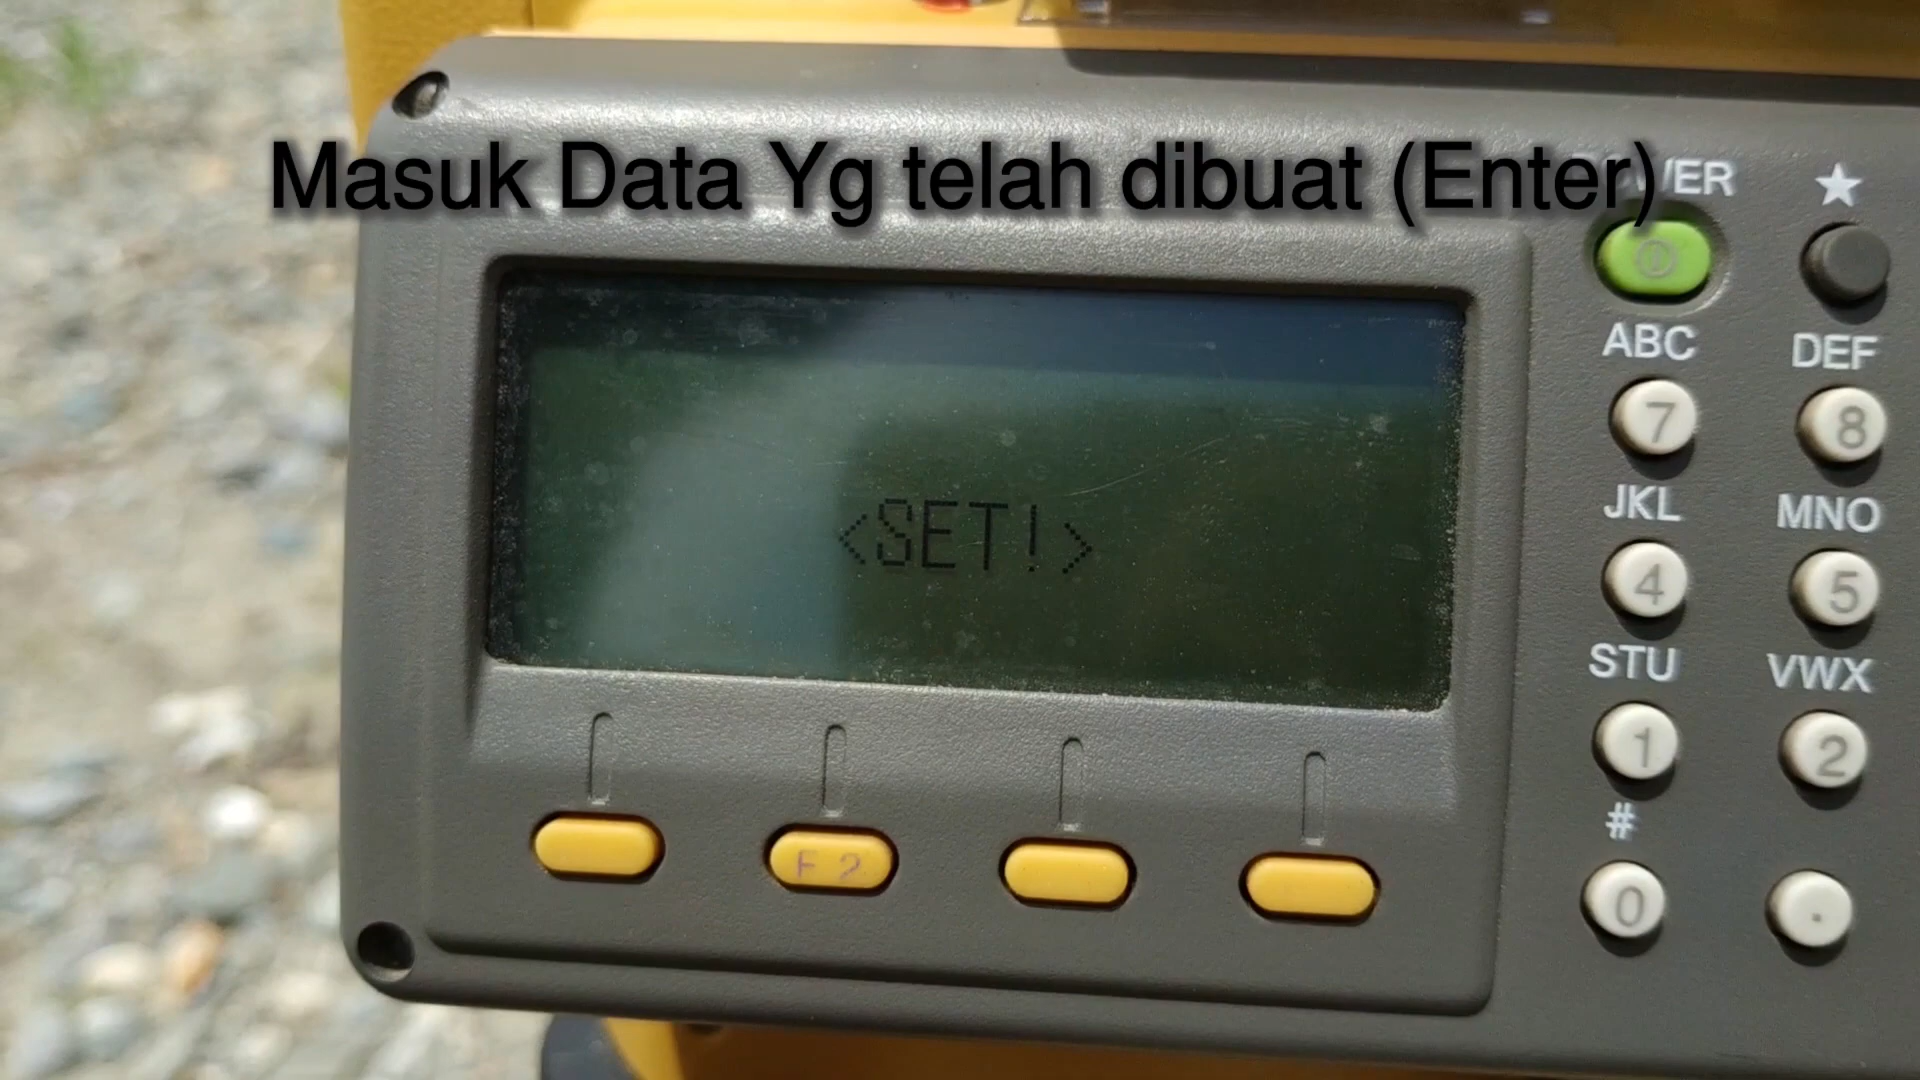 Masuk Data Yg telah dibuat (Enter)
WER ★
ABC DEF
7 8
<SET!>
JKL MNO
4 5
STU VWX
1 2
#
F2
0 .